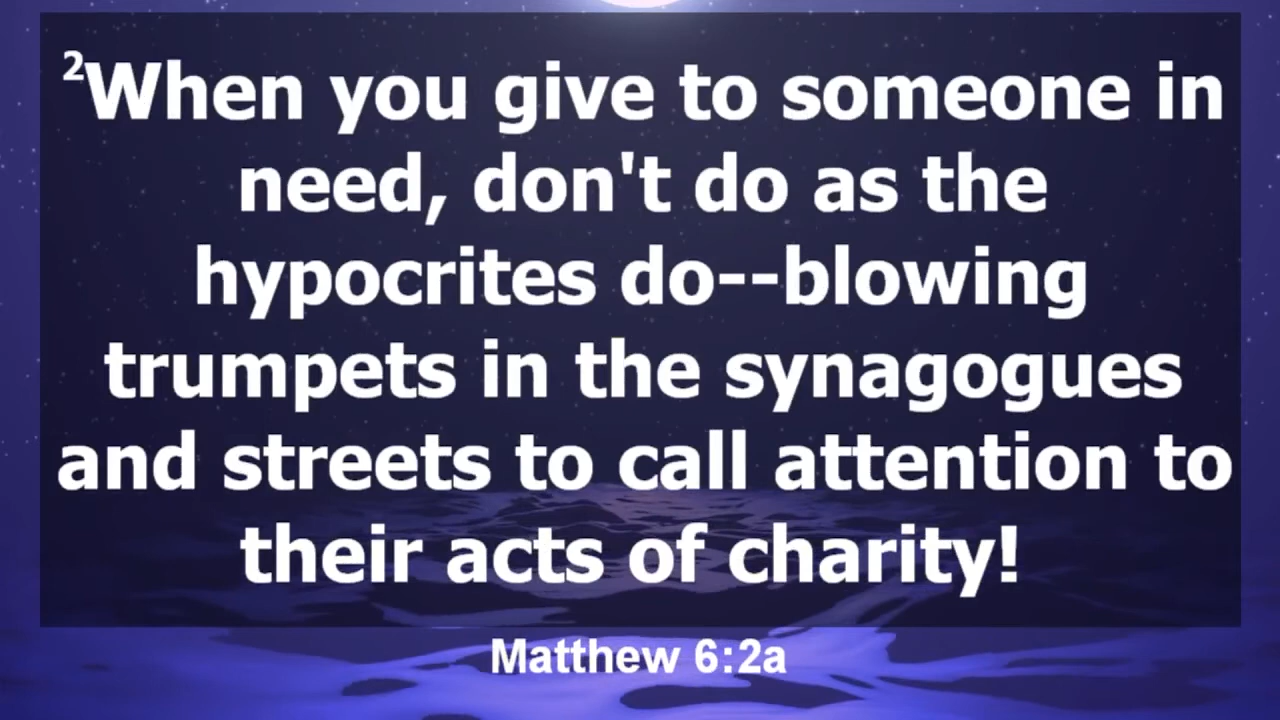 2When you give to someone in
need, don't do as the
hypocrites do--blowing
trumpets in the synagogues
and streets to call attention to
their acts of charity!
Matthew 6:2a